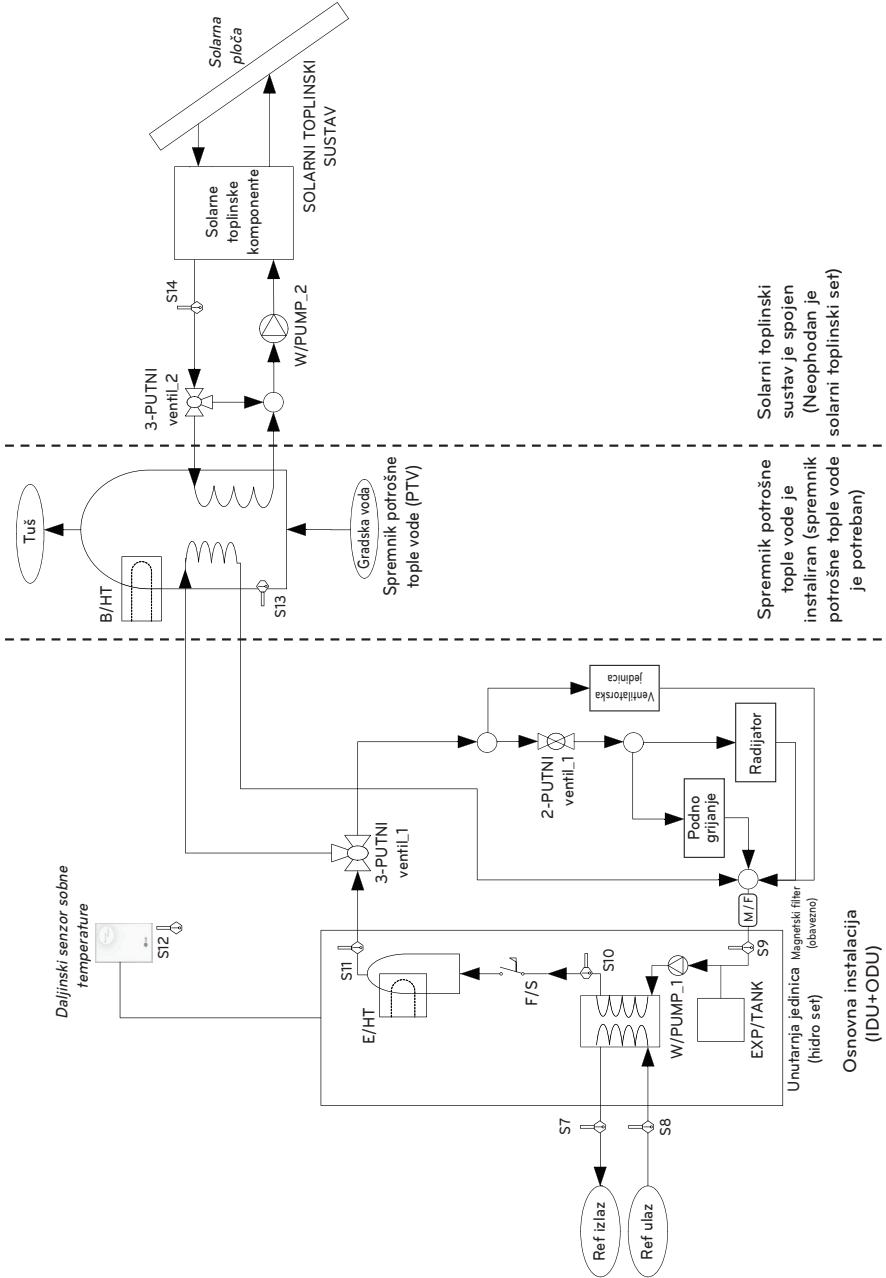 Daljinski senzor sobne
temperature
S12
Ref izlaz
Ref ulaz
S7
S8
E/HT
S11
F/S
S10
W/PUMP_1
EXP/TANK
S9
M/F
Unutarnja jedinica
(hidro set)
Magnetski filter
(obavezno)
Osnovna instalacija
(IDU+ODU)
3-PUTNI
ventil_1
2-PUTNI
ventil_1
Ventilatorska
jedinica
Podno
grijanje
Radijator
Tuš
B/HT
S13
Gradska voda
Spremnik potrošne
tople vode (PTV)
Spremnik potrošne
tople vode je
instaliran (spremnik
potrošne tople vode
je potreban)
3-PUTNI
ventil_2
S14
W/PUMP_2
Solarne
toplinske
komponente
Solarna
ploča
SOLARNI TOPLINSKI
SUSTAV
Solarni toplinski
sustav je spojen
(Neophodan je
solarni toplinski set)